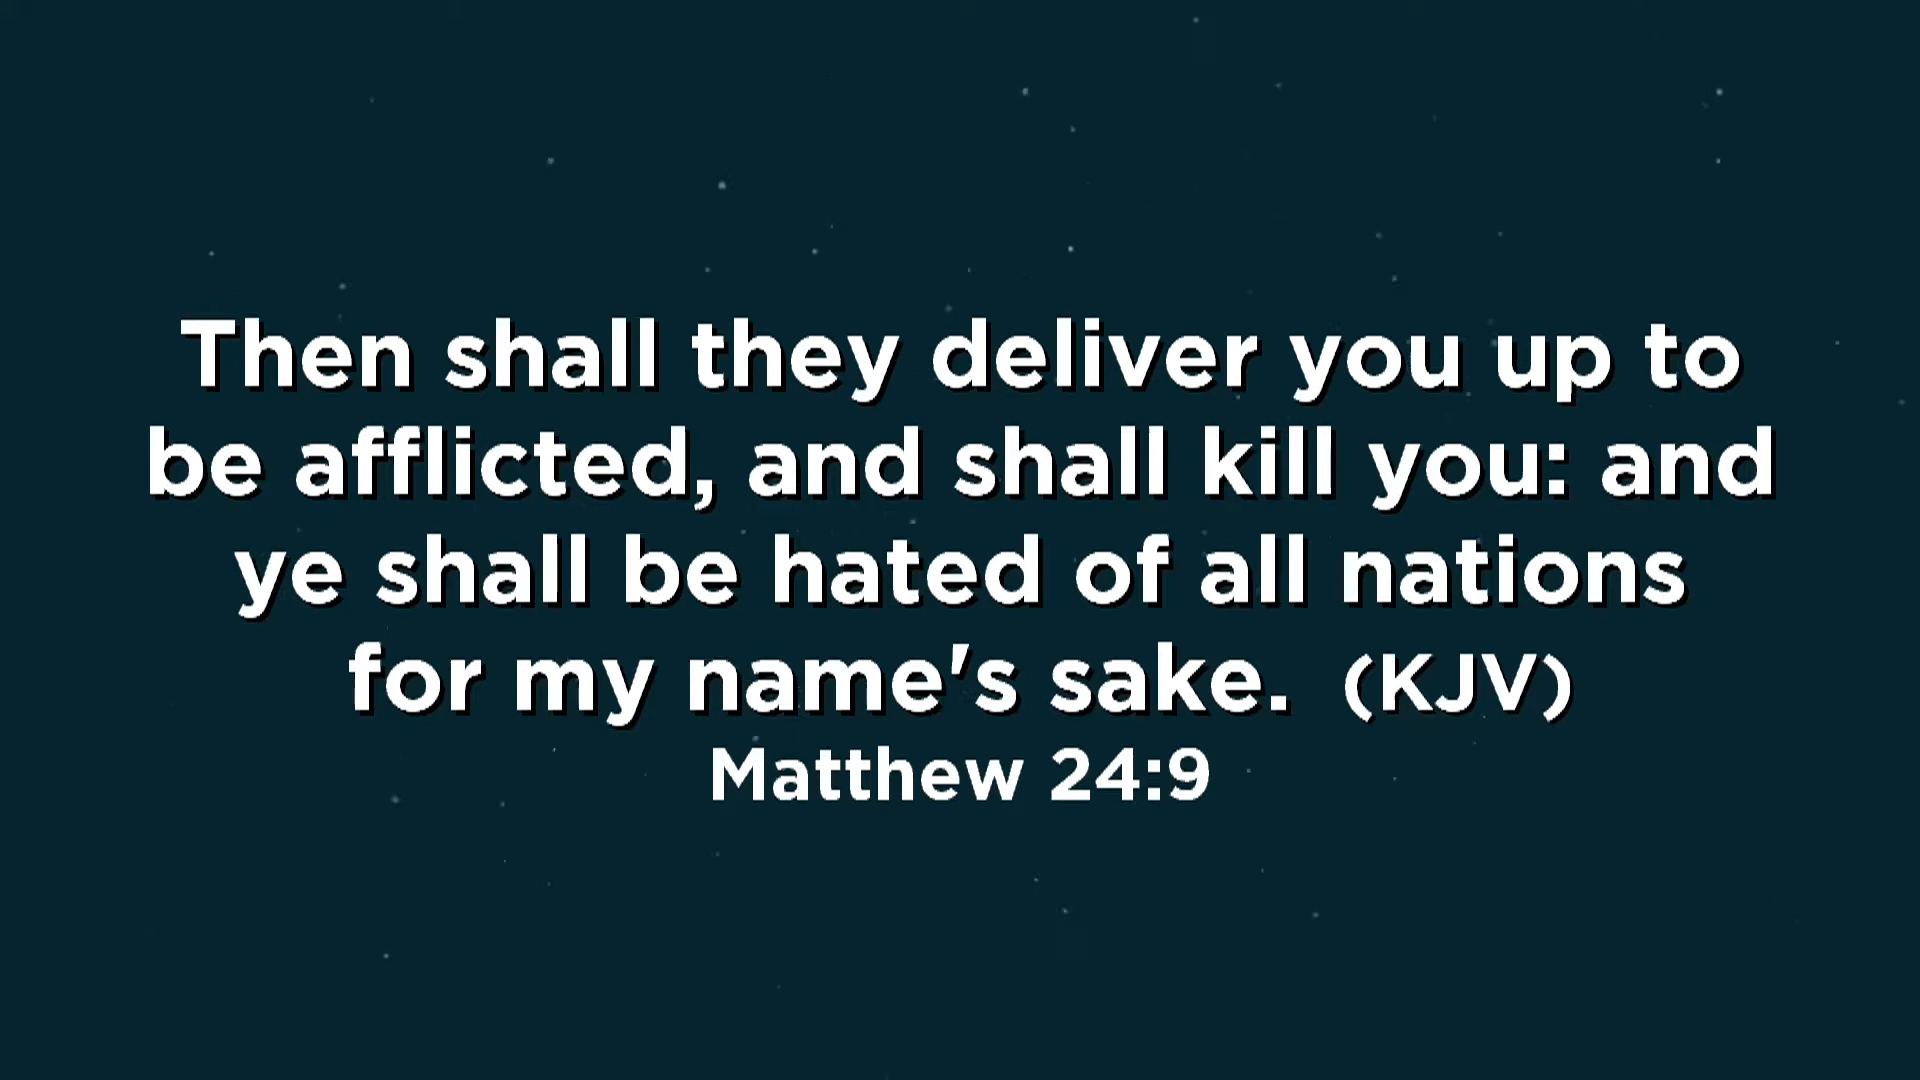 Then shall they deliver you up to
be afflicted, and shall kill you: and
ye shall be hated of all nations
for my name's sake. (KJV)
Matthew 24:9